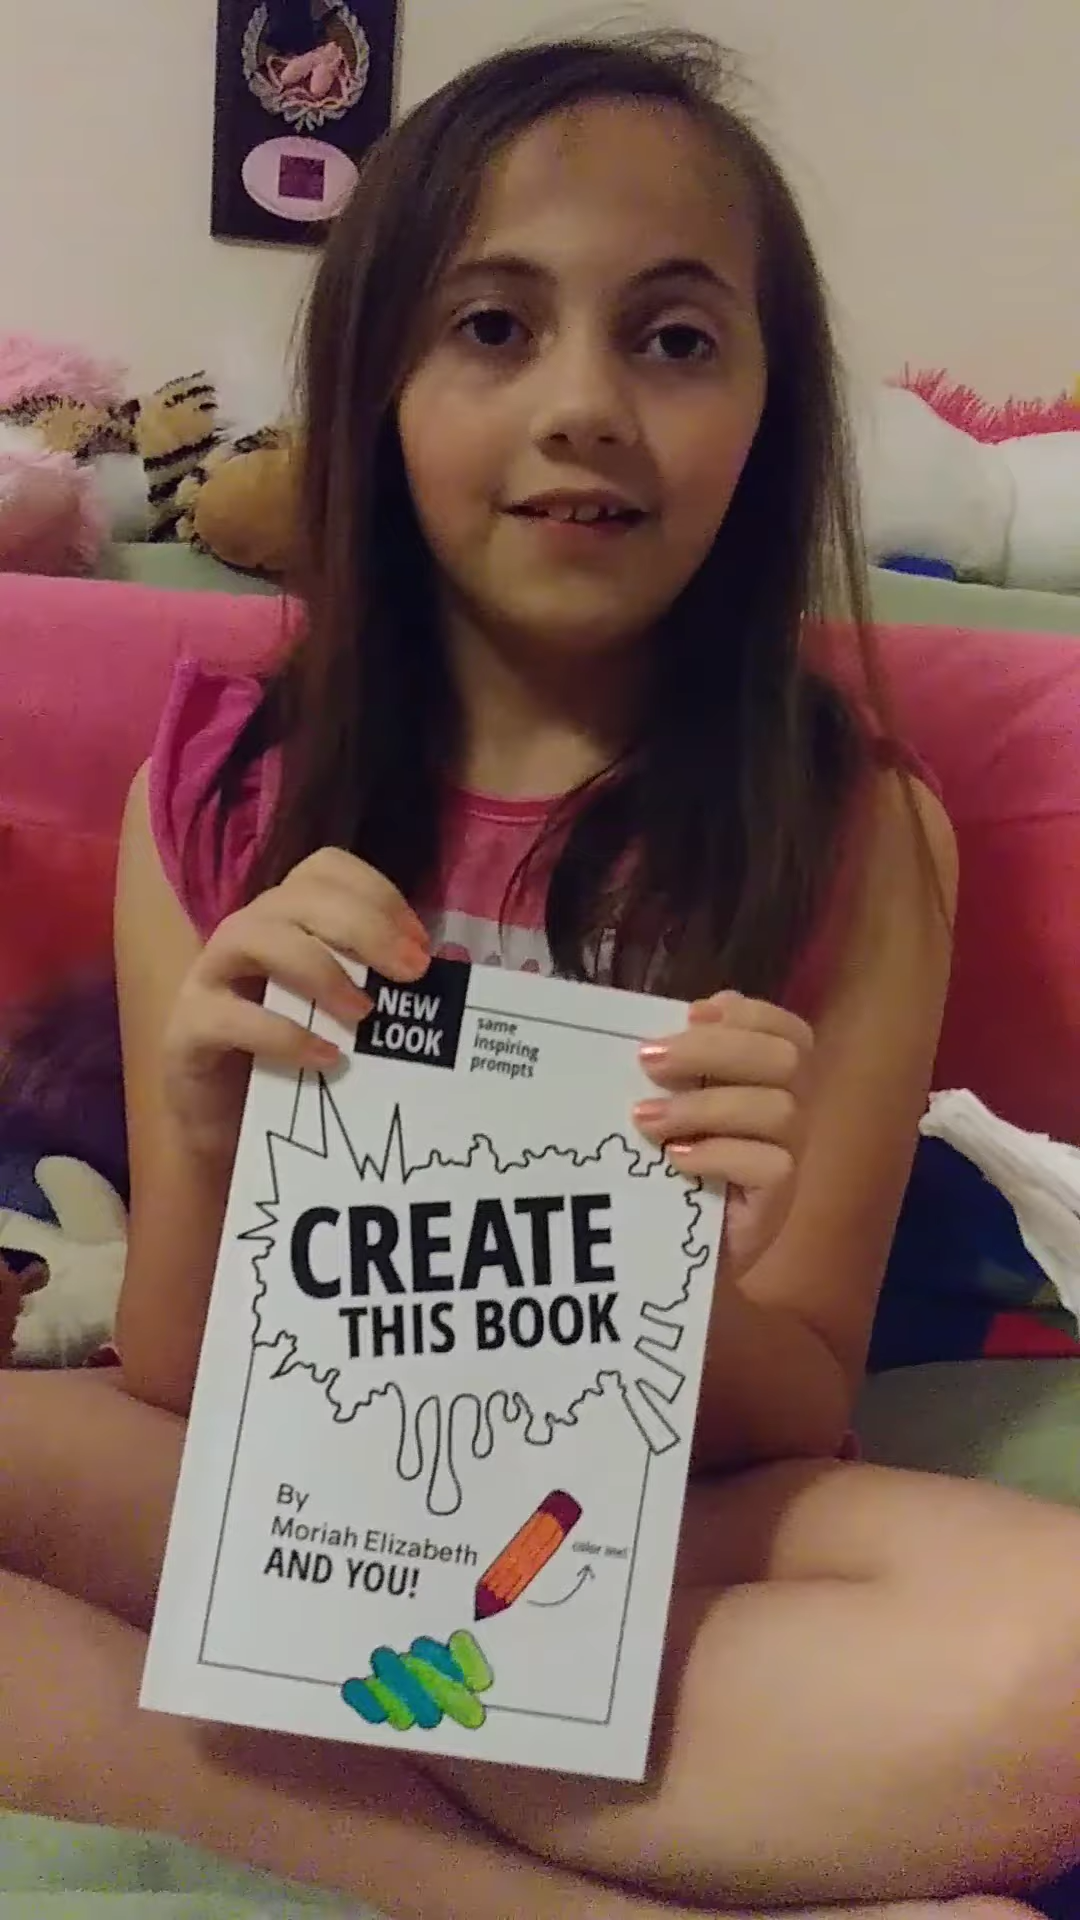 NEW
LOOK
same
inspiring
prompts
CREATE
THIS BOOK
By
Moriah Elizabeth
AND YOU!
color me!